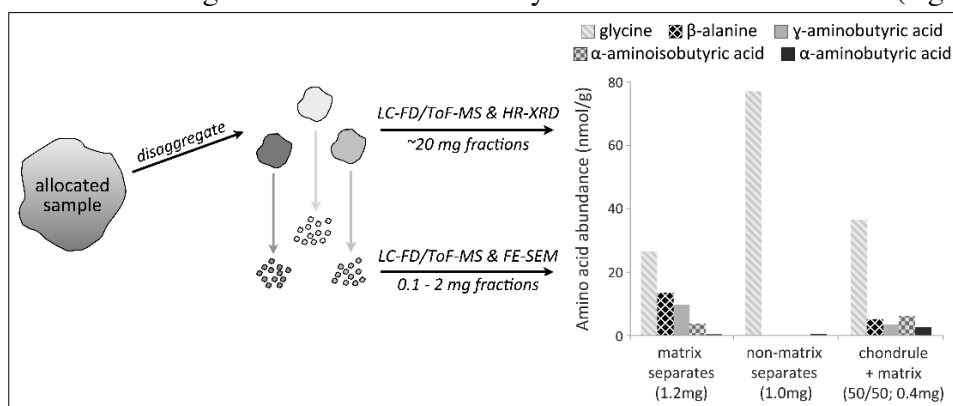 glycine β-alanine γ-aminobutyric acid
α-aminoisobutyric acid α-aminobutyric acid
allocated
sample
disaggregate
LC-FD/ToF-MS & HR-XRD
~20 mg fractions
LC-FD/ToF-MS & FE-SEM
0.1 - 2 mg fractions
Amino acid abundance (nmol/g)
80
60
40
20
0
matrix
separates
(1.2mg)
non-matrix
separates
(1.0mg)
chondrule
+ matrix
(50/50; 0.4mg)